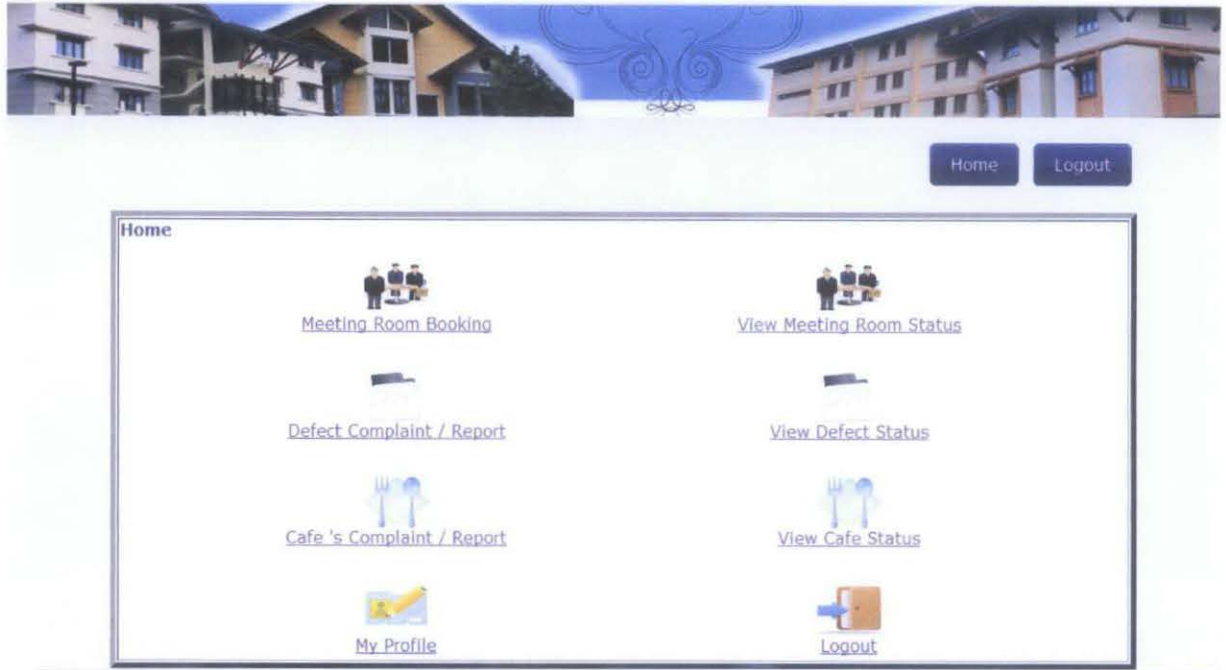 Home Logout
Home
Meeting Room Booking View Meeting Room Status
Defect Complaint / Report View Defect Status
Cafe 's Complaint / Report View Cafe Status
My Profile Logout